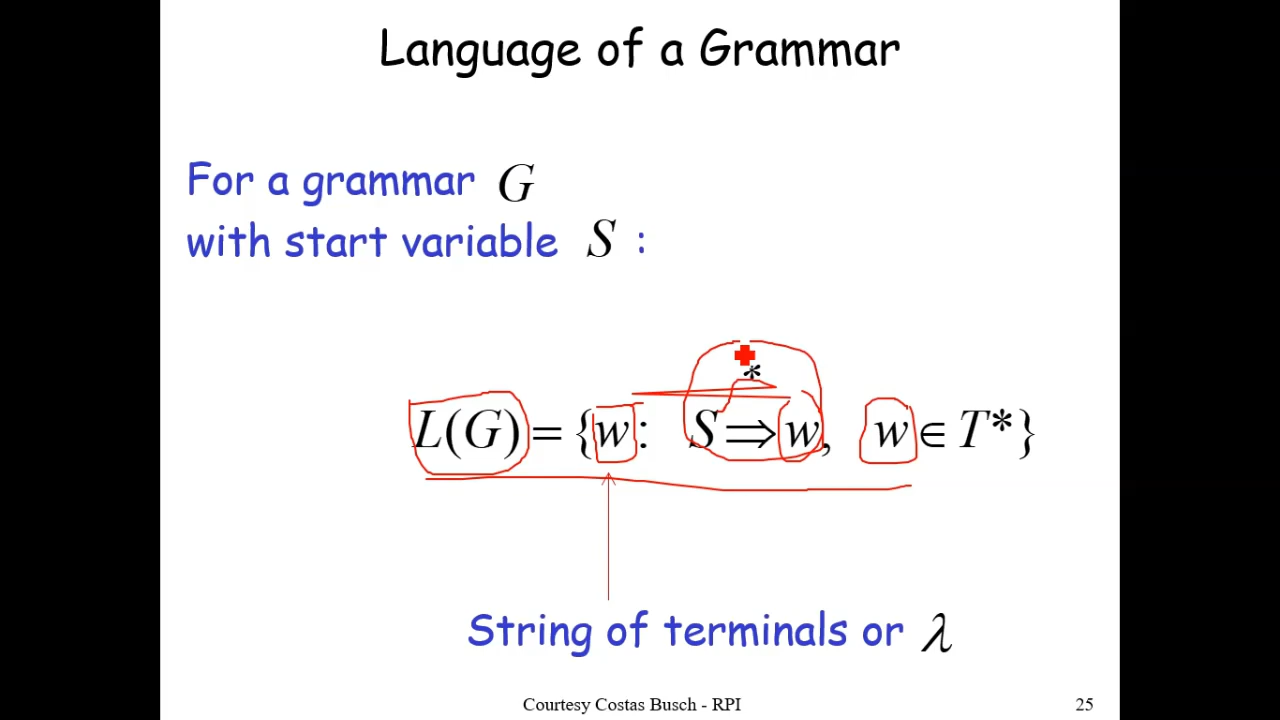 Language of a Grammar
For a grammar G
with start variable S :
L(G) = {w: S ⇒* w, w ∈ T*}
String of terminals or λ
Courtesy Costas Busch - RPI 25